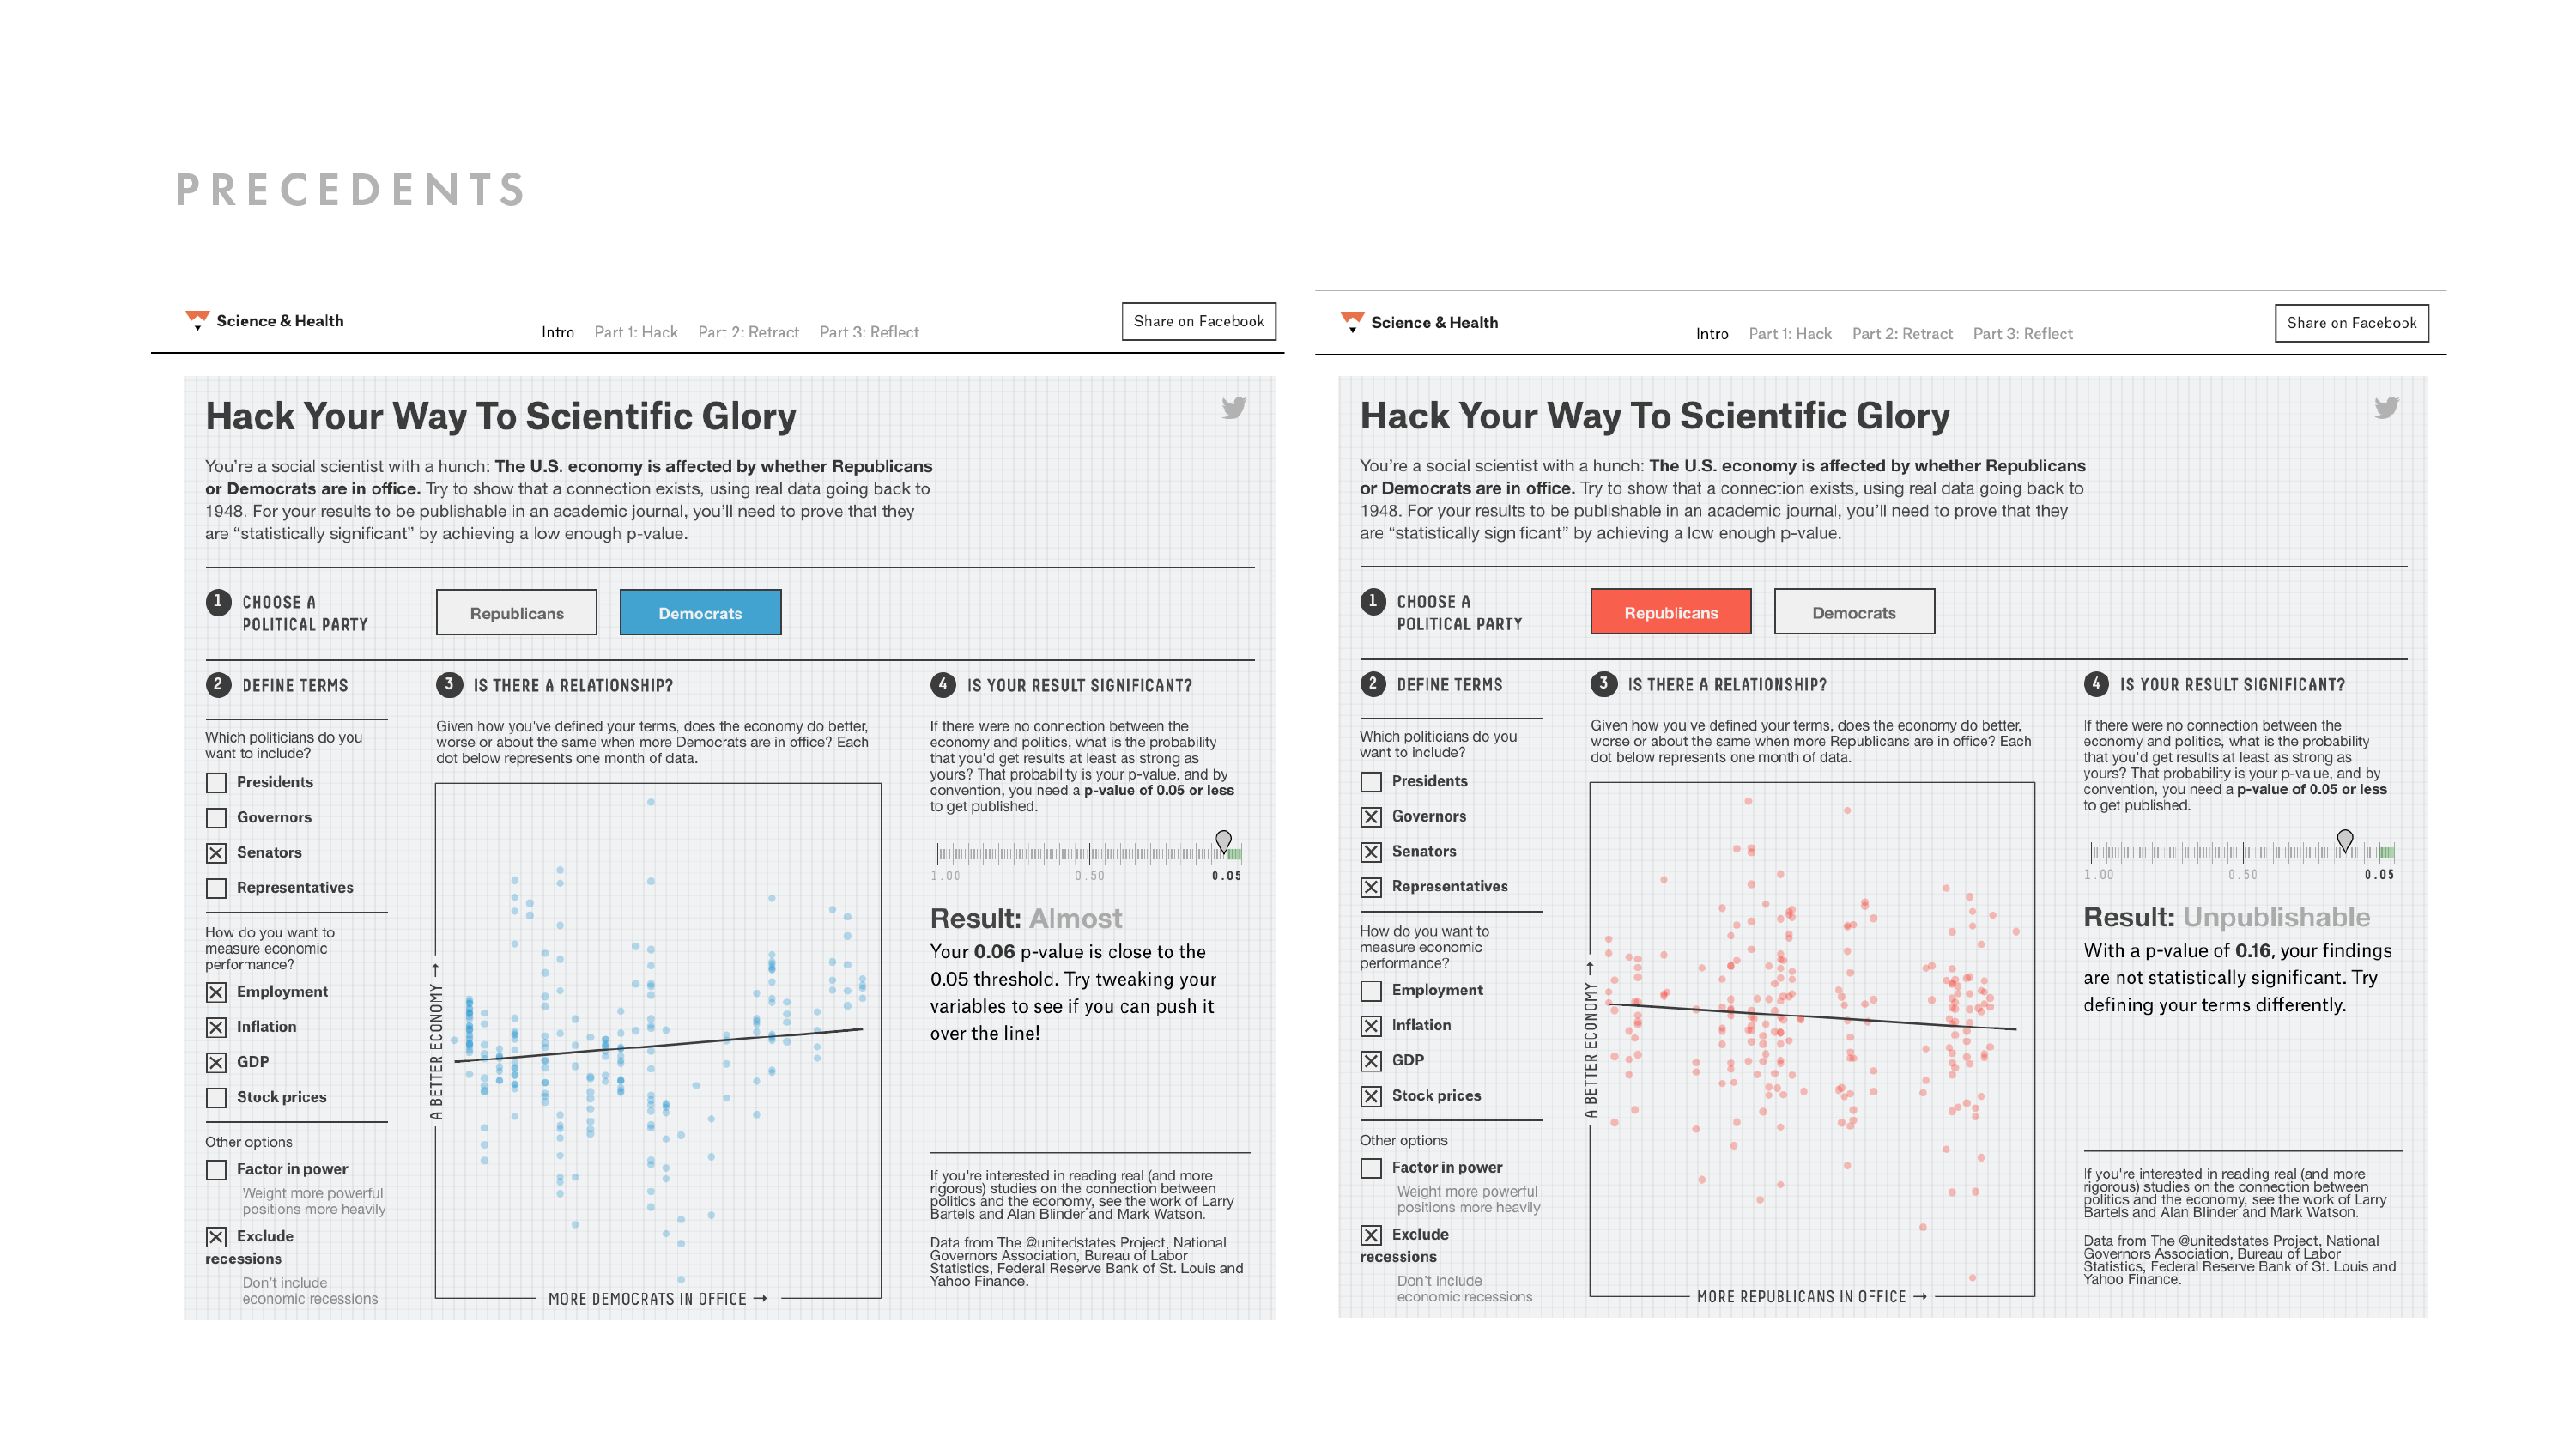 PRECEDENTS
Science & Health
Intro Part 1: Hack Part 2: Retract Part 3: Reflect
Share on Facebook
Hack Your Way To Scientific Glory
You're a social scientist with a hunch: The U.S. economy is affected by whether Republicans
or Democrats are in office. Try to show that a connection exists, using real data going back to
1948. For your results to be publishable in an academic journal, you'll need to prove that they
are “statistically significant” by achieving a low enough p-value.
1 CHOOSE A
POLITICAL PARTY
Republicans
Democrats
2 DEFINE TERMS
Which politicians do you
want to include?
Presidents
Governors
Senators
Representatives
How do you want to
measure economic
performance?
Employment
Inflation
GDP
Stock prices
Other options
Factor in power
Weight more powerful
positions more heavily
Exclude
recessions
Don't include
economic recessions
3 IS THERE A RELATIONSHIP?
Given how you've defined your terms, does the economy do better,
worse or about the same when more Democrats are in office? Each
dot below represents one month of data.
A BETTER ECONOMY →
MORE DEMOCRATS IN OFFICE →
4 IS YOUR RESULT SIGNIFICANT?
If there were no connection between the
economy and politics, what is the probability
that you'd get results at least as strong as
yours? That probability is your p-value, and by
convention, you need a p-value of 0.05 or less
to get published.
1.00 0.50 0.05
Result: Almost
Your 0.06 p-value is close to the
0.05 threshold. Try tweaking your
variables to see if you can push it
over the line!
If you're interested in reading real (and more
rigorous) studies on the connection between
politics and the economy, see the work of Larry
Bartels and Alan Blinder and Mark Watson.
Data from The @unitedstates Project, National
Governors Association, Bureau of Labor
Statistics, Federal Reserve Bank of St. Louis and
Yahoo Finance.
Science & Health
Intro Part 1: Hack Part 2: Retract Part 3: Reflect
Share on Facebook
Hack Your Way To Scientific Glory
You're a social scientist with a hunch: The U.S. economy is affected by whether Republicans
or Democrats are in office. Try to show that a connection exists, using real data going back to
1948. For your results to be publishable in an academic journal, you'll need to prove that they
are “statistically significant” by achieving a low enough p-value.
1 CHOOSE A
POLITICAL PARTY
Republicans
Democrats
2 DEFINE TERMS
Which politicians do you
want to include?
Presidents
Governors
Senators
Representatives
How do you want to
measure economic
performance?
Employment
Inflation
GDP
Stock prices
Other options
Factor in power
Weight more powerful
positions more heavily
Exclude
recessions
Don't include
economic recessions
3 IS THERE A RELATIONSHIP?
Given how you've defined your terms, does the economy do better,
worse or about the same when more Republicans are in office? Each
dot below represents one month of data.
A BETTER ECONOMY →
MORE REPUBLICANS IN OFFICE →
4 IS YOUR RESULT SIGNIFICANT?
If there were no connection between the
economy and politics, what is the probability
that you'd get results at least as strong as
yours? That probability is your p-value, and by
convention, you need a p-value of 0.05 or less
to get published.
1.00 0.50 0.05
Result: Unpublishable
With a p-value of 0.16, your findings
are not statistically significant. Try
defining your terms differently.
If you're interested in reading real (and more
rigorous) studies on the connection between
politics and the economy, see the work of Larry
Bartels and Alan Blinder and Mark Watson.
Data from The @unitedstates Project, National
Governors Association, Bureau of Labor
Statistics, Federal Reserve Bank of St. Louis and
Yahoo Finance.